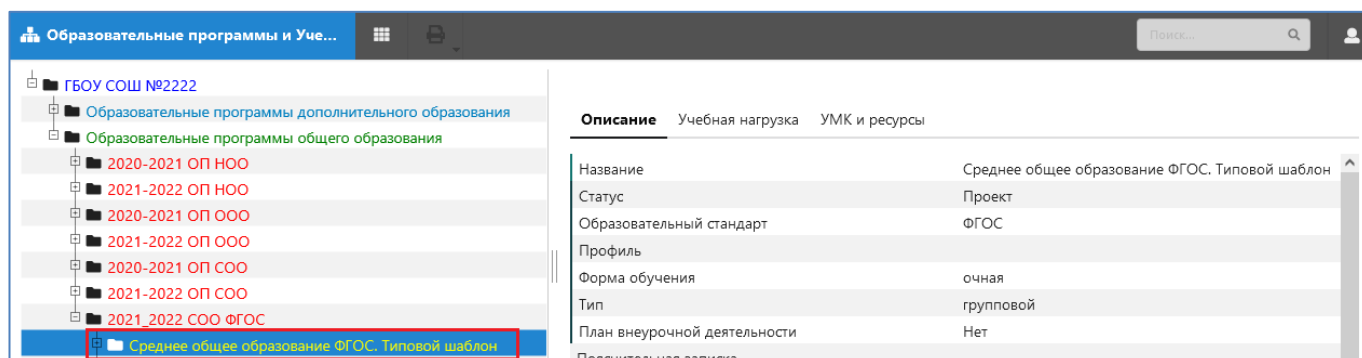 Образовательные программы и Уче...
Поиск...
ГБОУ СОШ №2222
Образовательные программы дополнительного образования
Образовательные программы общего образования
2020-2021 ОП НОО
2021-2022 ОП НОО
2020-2021 ОП ООО
2021-2022 ОП ООО
2020-2021 ОП СОО
2021-2022 ОП СОО
2021_2022 СОО ФГОС
Среднее общее образование ФГОС. Типовой шаблон
Описание Учебная нагрузка УМК и ресурсы
Название Среднее общее образование ФГОС. Типовой шаблон
Статус Проект
Образовательный стандарт ФГОС
Профиль
Форма обучения очная
Тип групповой
План внеурочной деятельности Нет
Пояснительная записка